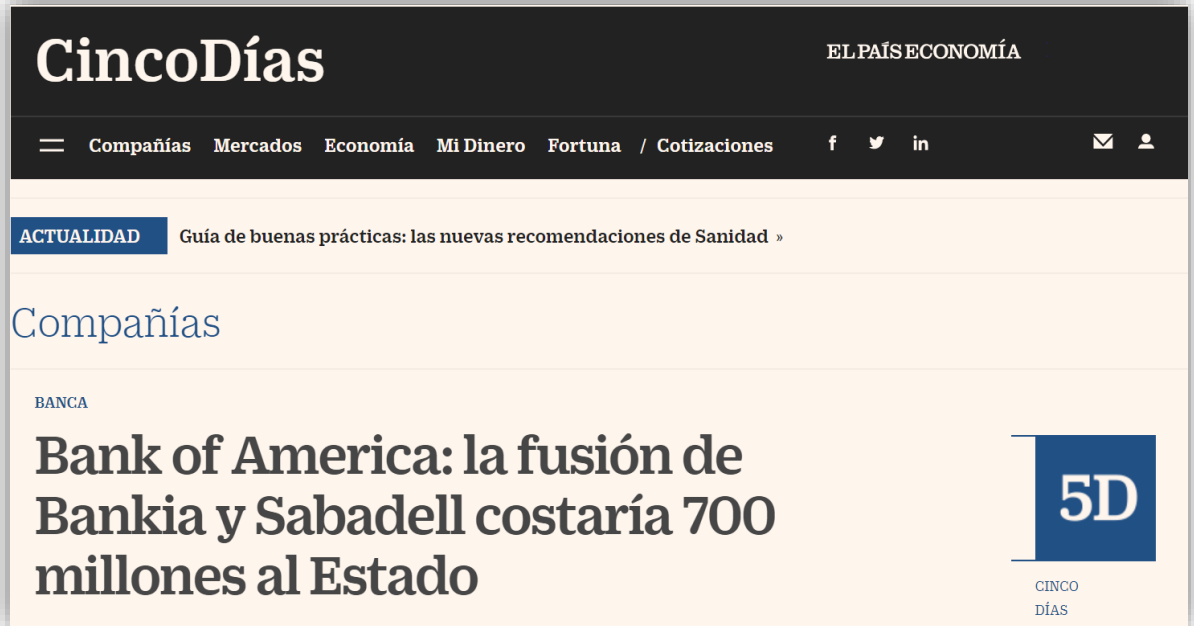 CincoDías
EL PAÍS ECONOMÍA
Compañías Mercados Economía Mi Dinero Fortuna / Cotizaciones f in
ACTUALIDAD Guía de buenas prácticas: las nuevas recomendaciones de Sanidad »
Compañías
BANCA
Bank of America: la fusión de
Bankia y Sabadell costaría 700
millones al Estado
5D
CINCO
DÍAS